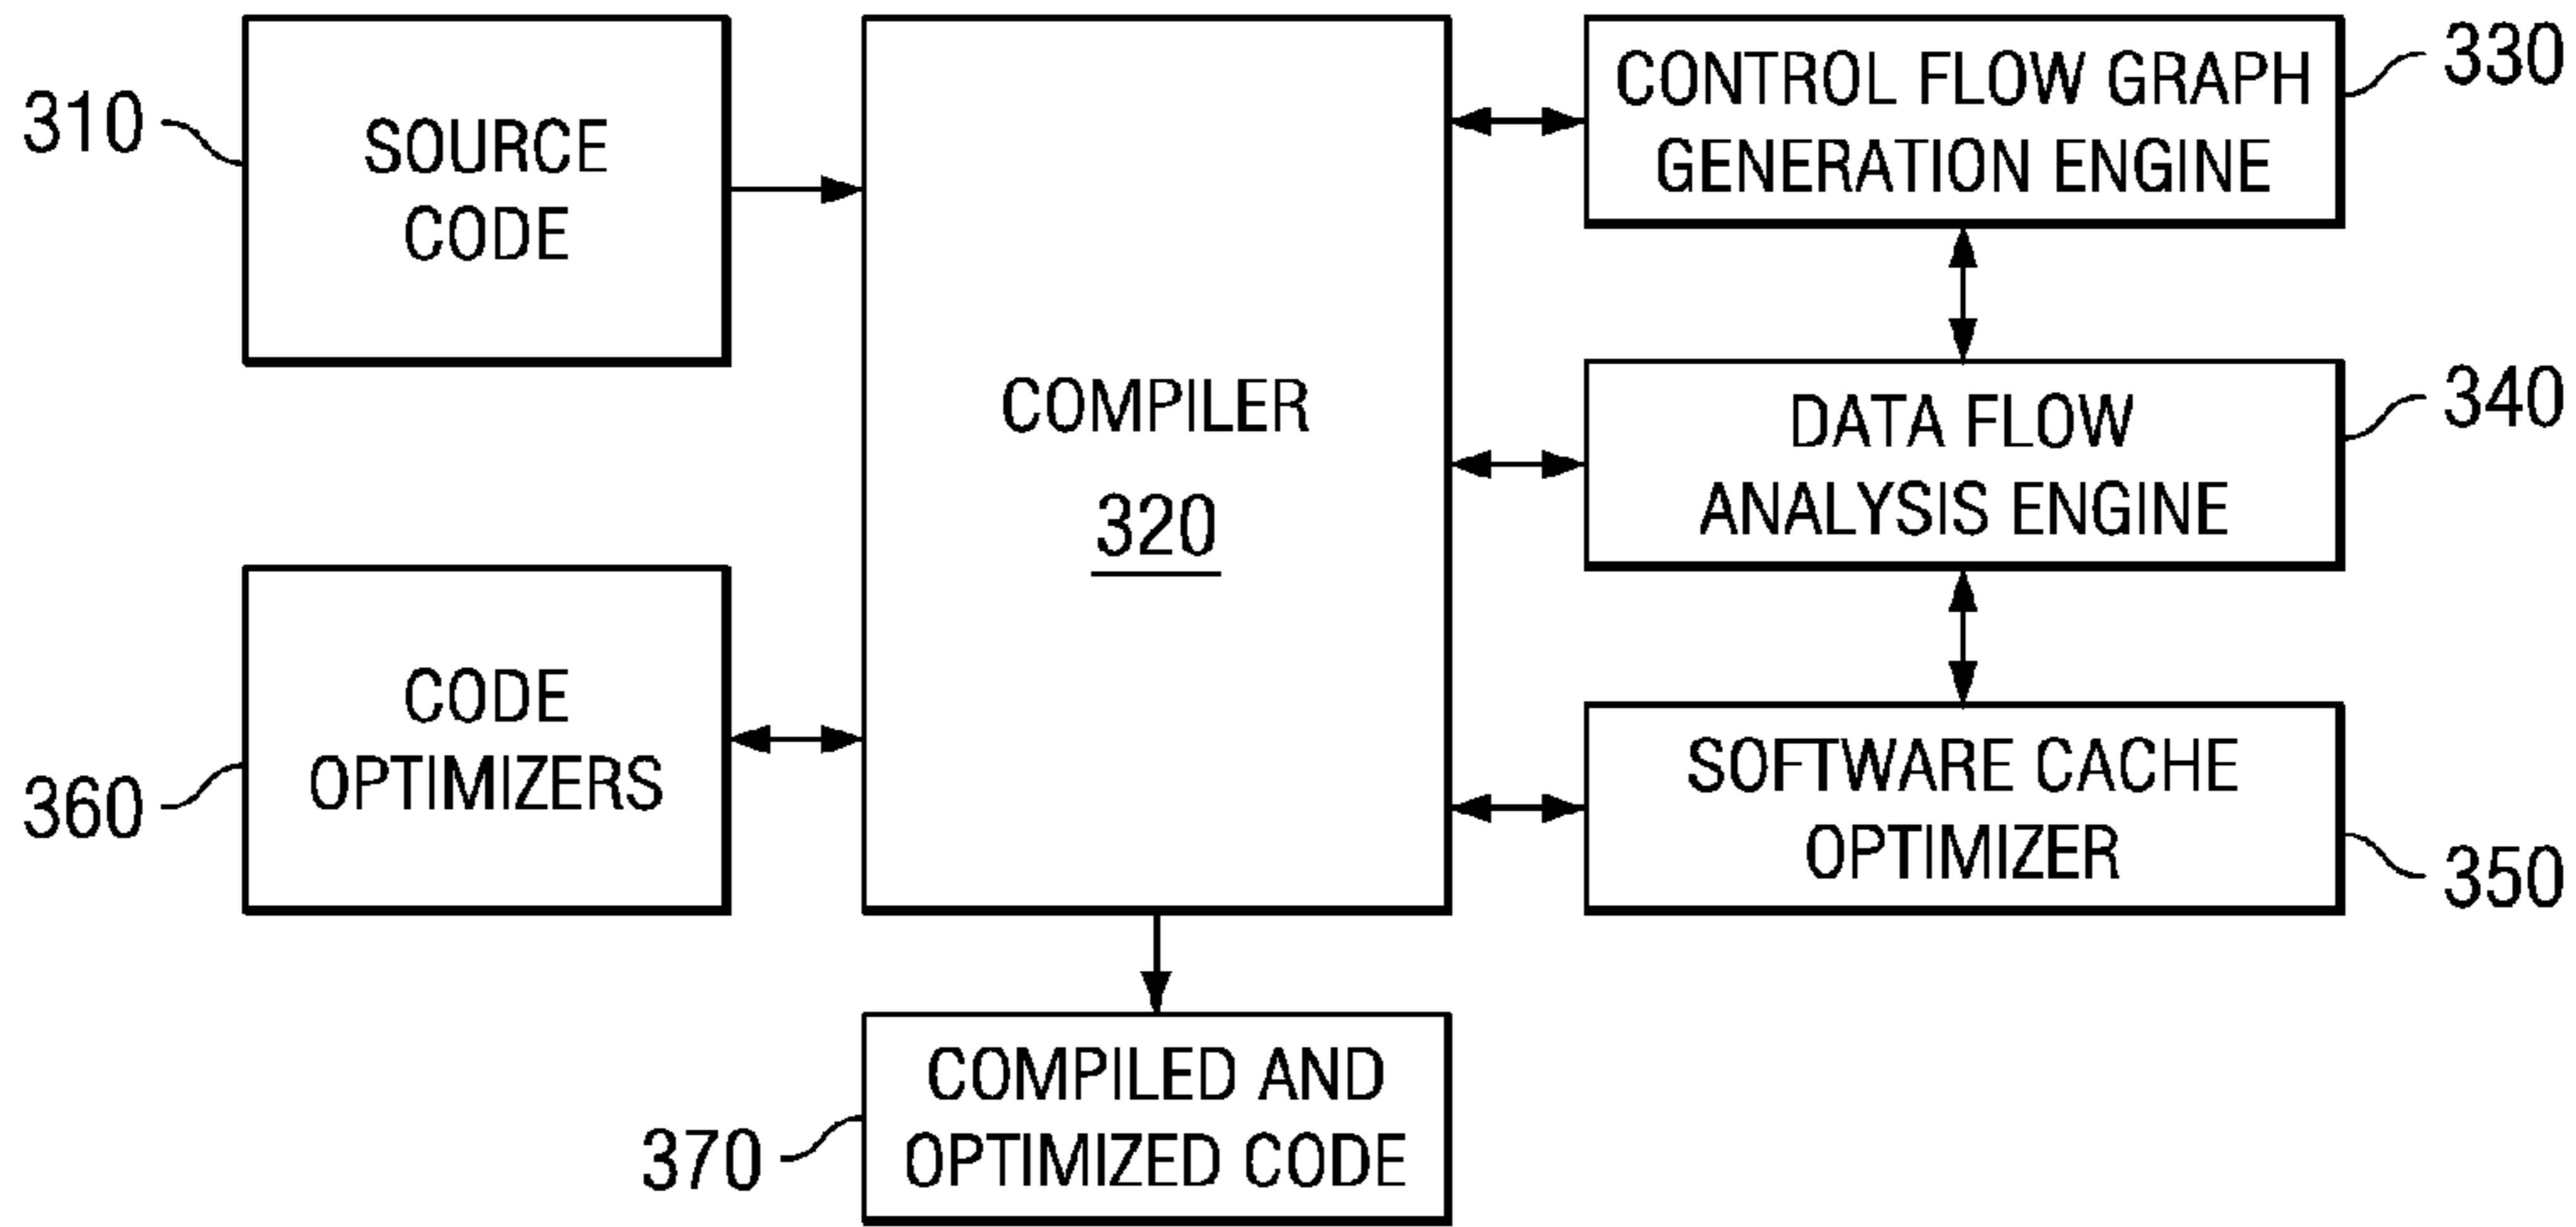 310
SOURCE
CODE
COMPILER
320
CONTROL FLOW GRAPH
GENERATION ENGINE
330
DATA FLOW
ANALYSIS ENGINE
340
SOFTWARE CACHE
OPTIMIZER
350
CODE
OPTIMIZERS
360
COMPILED AND
OPTIMIZED CODE
370